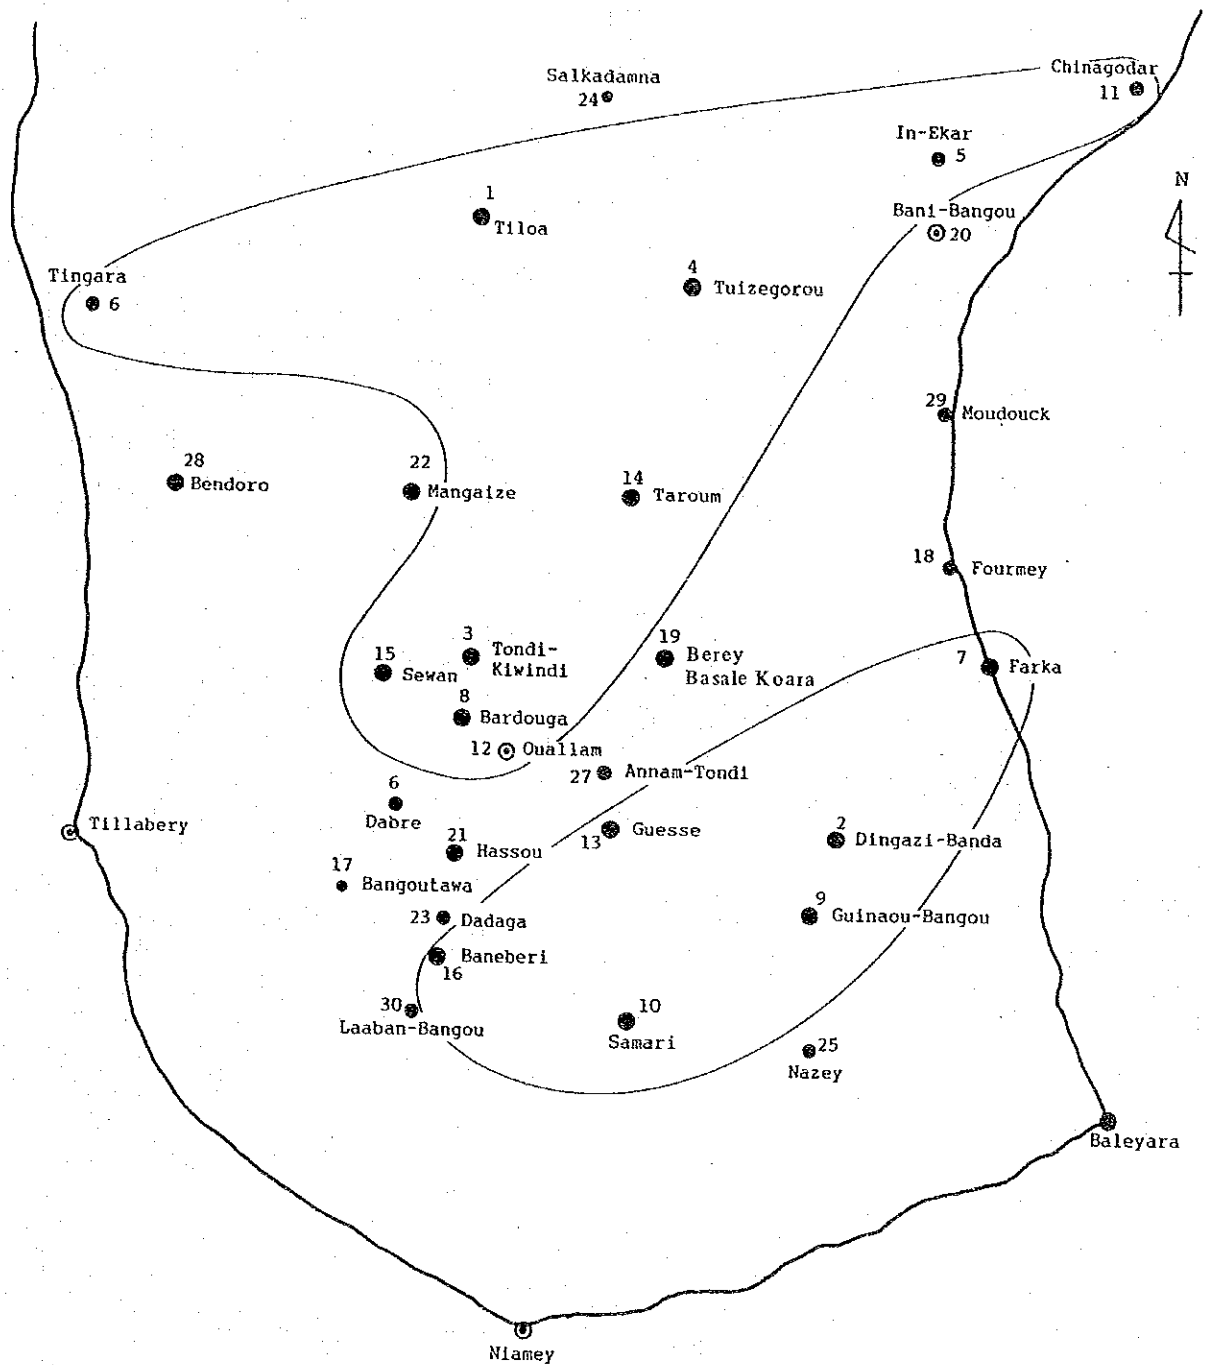 Salkadamna
24
Chinagodar
11
In-Ekar
5
N
1
Tiloa
Bani-Bangou
20
Tingara
6
4
Tuizegorou
29
Moudouck
28
Bendoro
22
Mangaize
14
Taroum
18
Fourmey
3
Tondi-
Kiwindi
15
Sewan
19
Berey
Basale Koara
7
Farka
8
Bardouga
12
Ouallam
27
Annam-Tondi
6
Dabre
Tillabery
21
Hassou
13
Guesse
2
Dingazi-Banda
17
Bangoutawa
23
Dadaga
9
Guinaou-Bangou
Baneberi
16
30
Laaban-Bangou
10
Samari
25
Nazey
Baleyara
Niamey